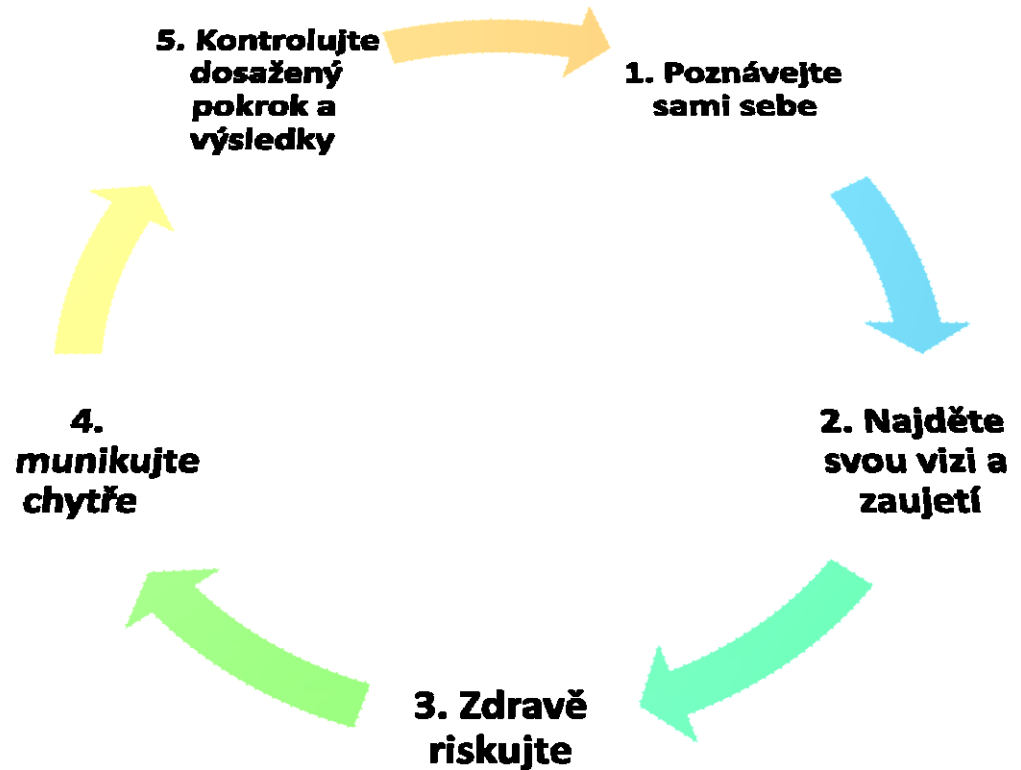 1. Poznávejte
sami sebe
2. Najděte
svou vizi a
zaujetí
3. Zdravě
riskujte
4.
munikujte
chytře
5. Kontrolujte
dosažený
pokrok a
výsledky